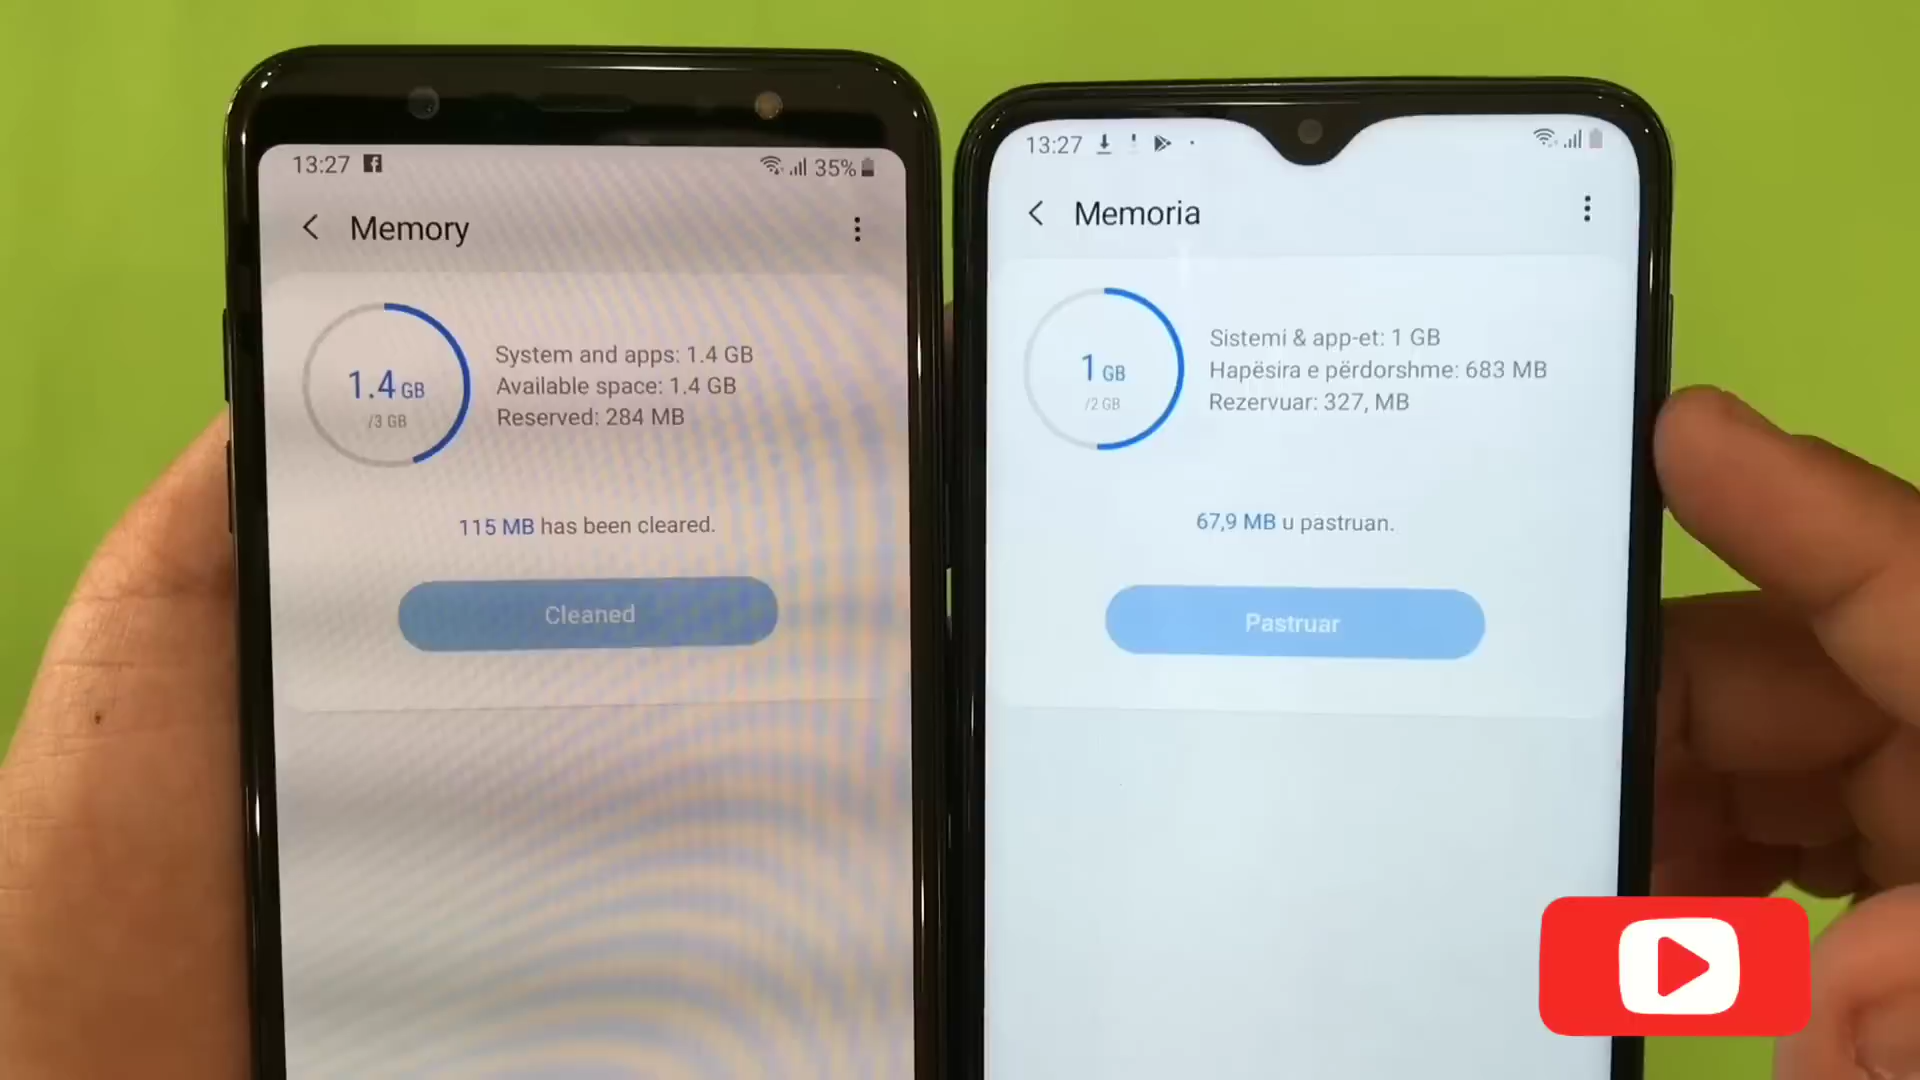 13:27
35%
Memory
1.4 GB
/3 GB
System and apps: 1.4 GB
Available space: 1.4 GB
Reserved: 284 MB
115 MB has been cleared.
Cleaned
13:27
Memoria
1 GB
/2 GB
Sistemi & app-et: 1 GB
Hapësira e përdorshme: 683 MB
Rezervuar: 327, MB
67,9 MB u pastruan.
Pastruar